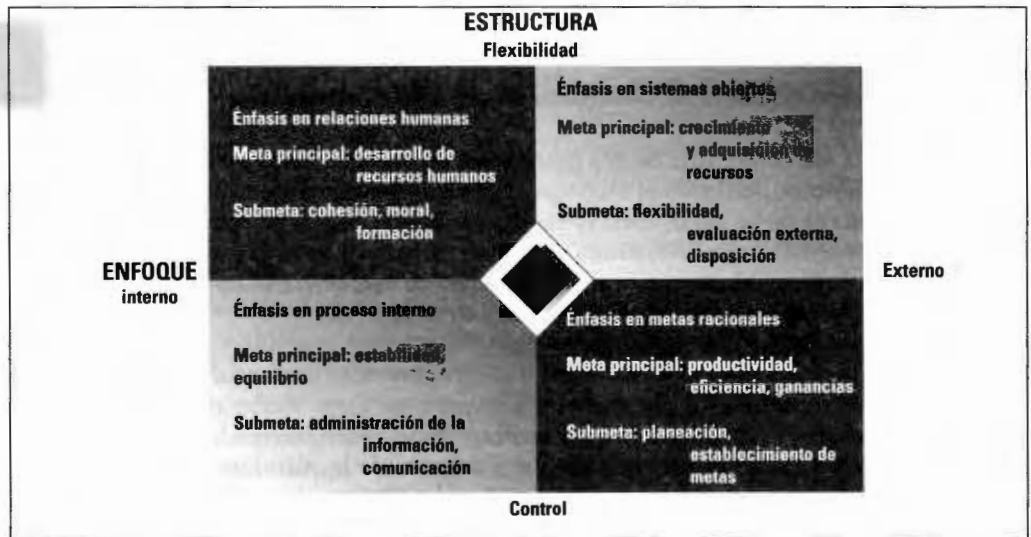 ESTRUCTURA
Flexibilidad
Énfasis en relaciones humanas
Meta principal: desarrollo de
recursos humanos
Submeta: cohesión, moral,
formación
Énfasis en sistemas abiertos
Meta principal: crecimiento
y adquisición de
recursos
Submeta: flexibilidad,
evaluación externa,
disposición
ENFOQUE
interno
Externo
Énfasis en proceso interno
Meta principal: estabilidad,
equilibrio
Submeta: administración de la
información,
comunicación
Énfasis en metas racionales
Meta principal: productividad,
eficiencia, ganancias
Submeta: planeación,
establecimiento de
metas
Control